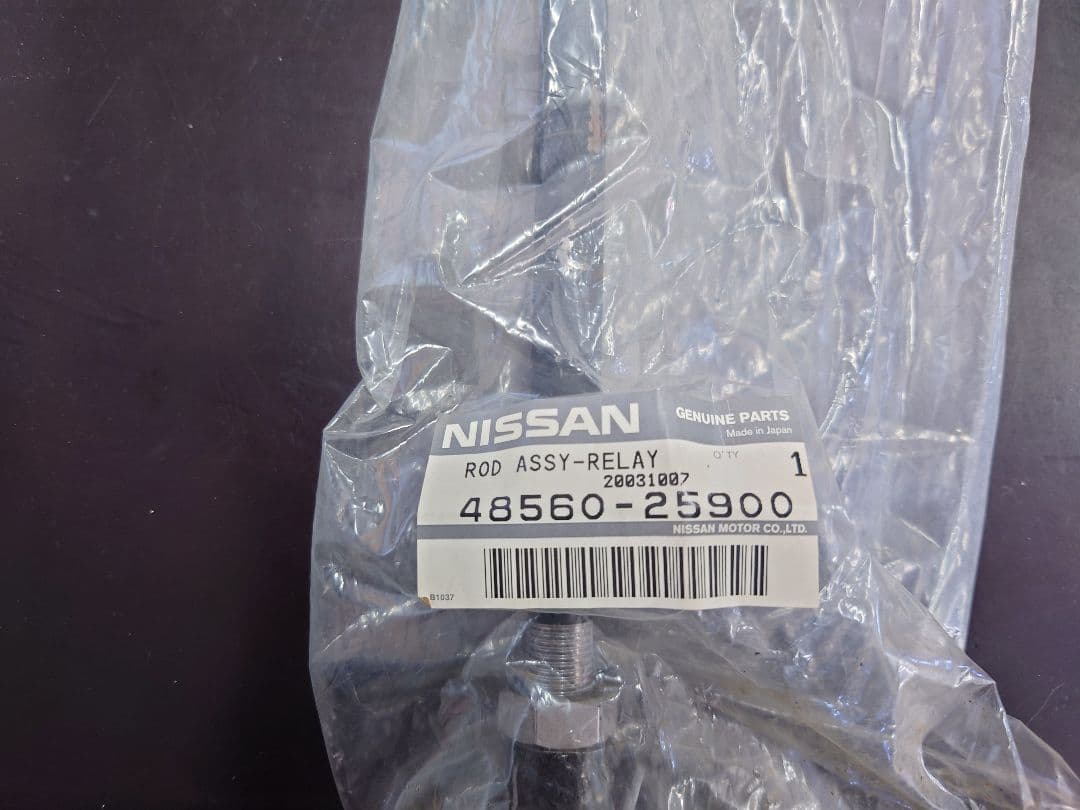 NISSAN
GENUINE PARTS
Made in Japan
ROD ASSY-RELAY
Q'TY
1
20031007
48560-25900
NISSAN MOTOR CO.,LTD.
B1037